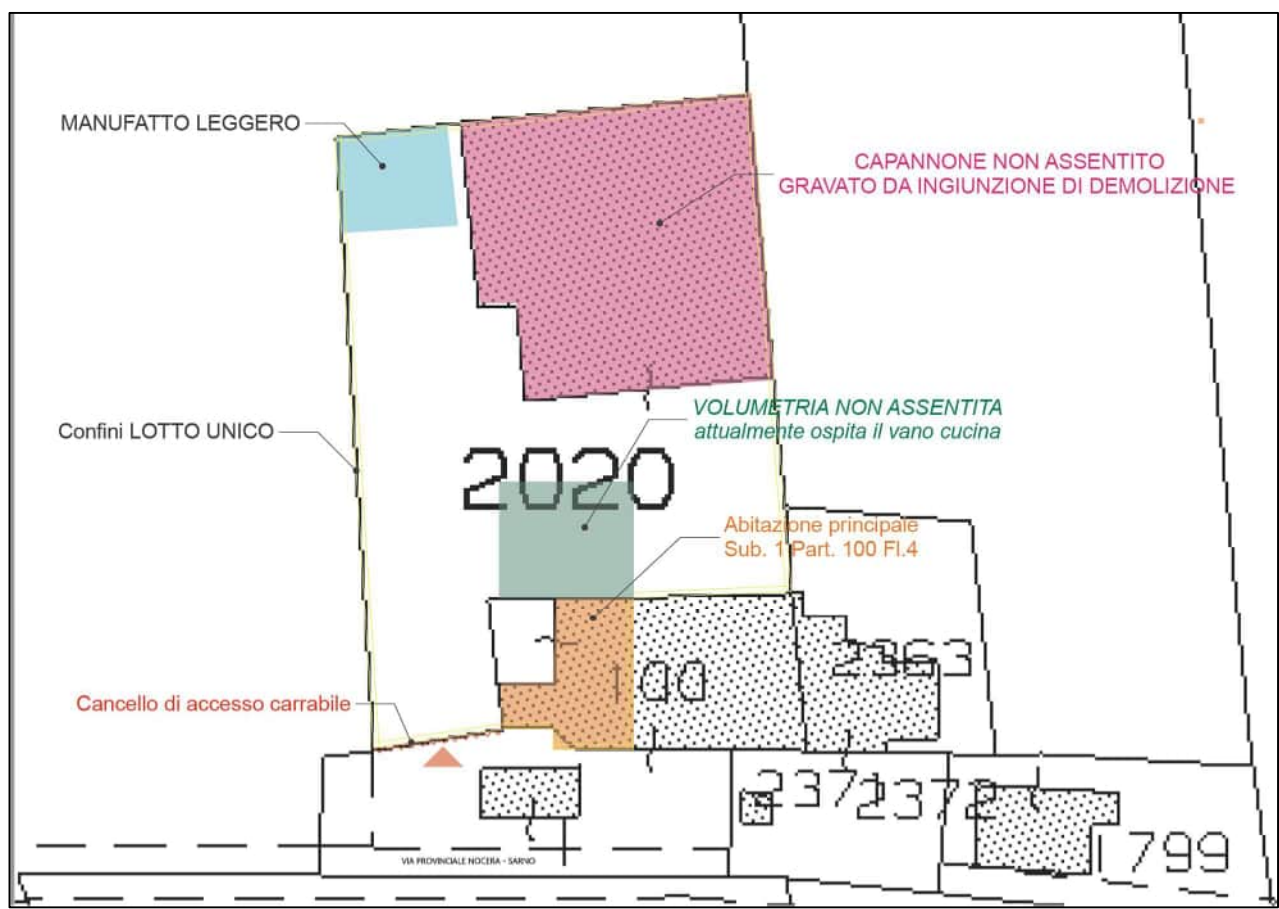 MANUFATTO LEGGERO
CAPANNONE NON ASSENTITO
GRAVATO DA INGIUNZIONE DI DEMOLIZIONE
VOLUMETRIA NON ASSENTITA
attualmente ospita il vano cucina
Confini LOTTO UNICO
2020
Abitazione principale
Sub. 1 Part. 100 Fl.4
2363
100
Cancello di accesso carrabile
2371
2372
1799
VIA PROVINCIALE NOCERA - SARNO